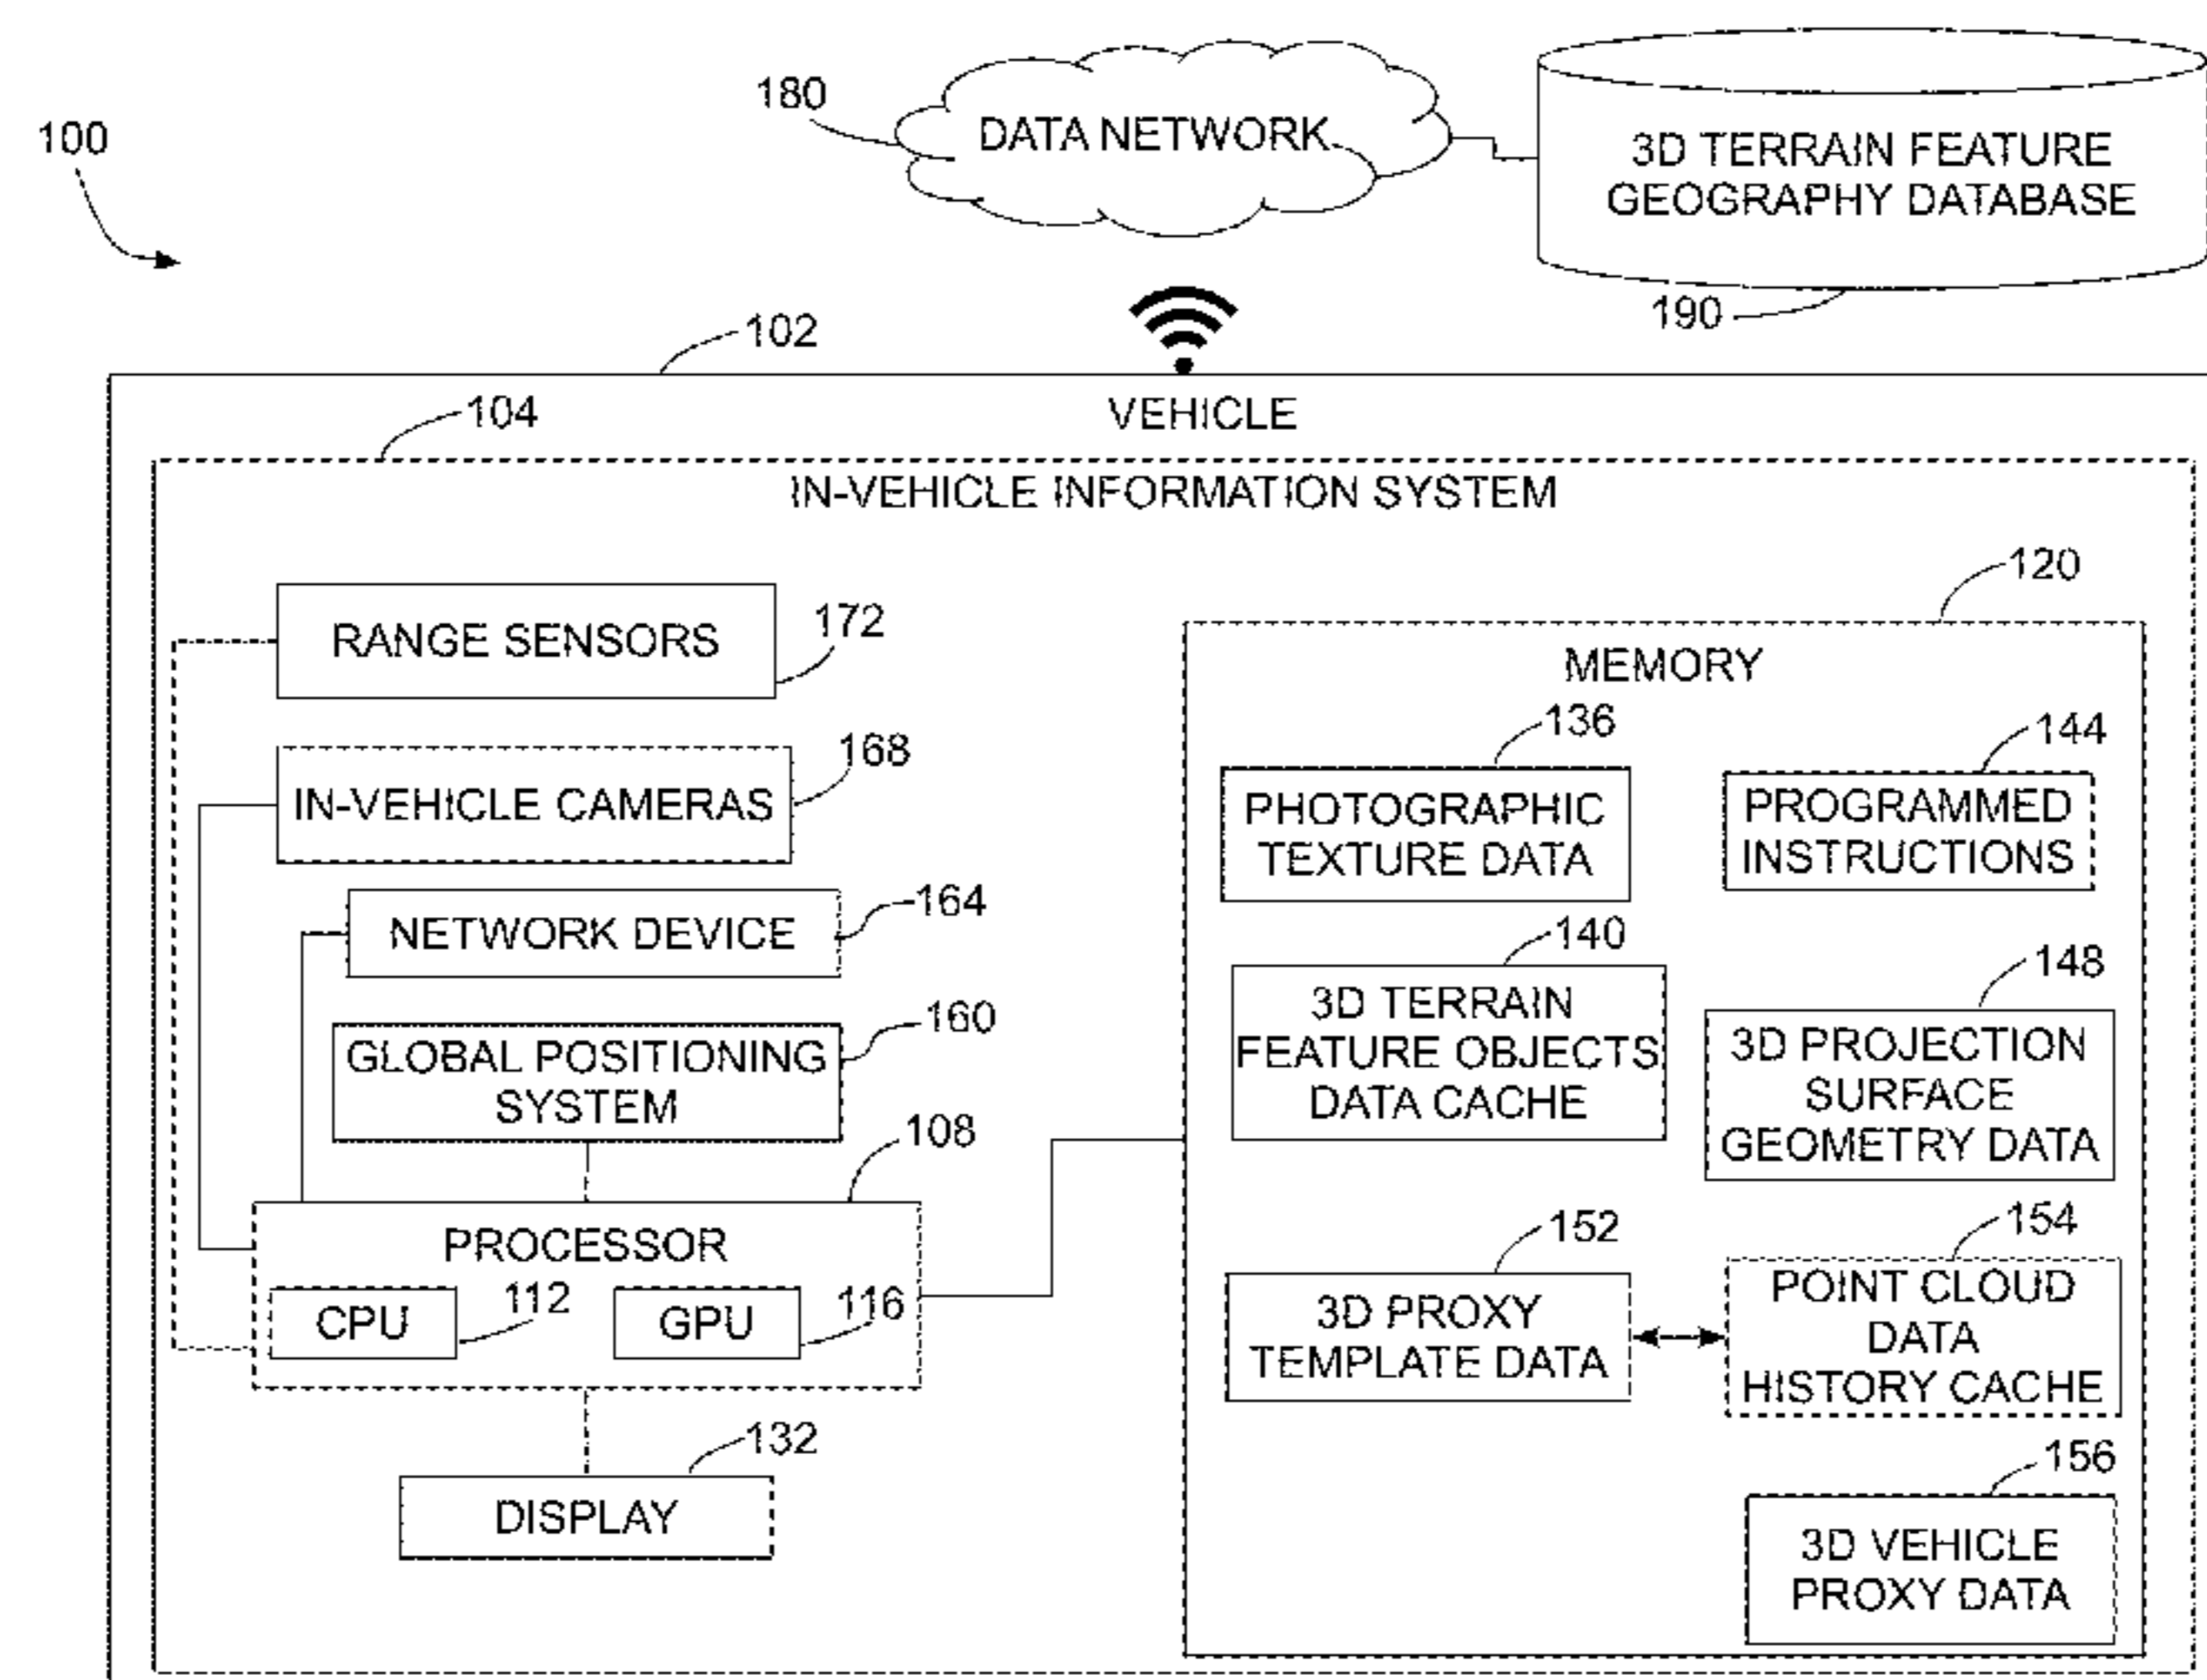 180
DATA NETWORK
100
3D TERRAIN FEATURE
GEOGRAPHY DATABASE
190
102
VEHICLE
104
IN-VEHICLE INFORMATION SYSTEM
RANGE SENSORS
172
IN-VEHICLE CAMERAS
168
NETWORK DEVICE
164
GLOBAL POSITIONING
SYSTEM
160
108
PROCESSOR
CPU
112
GPU
116
132
DISPLAY
120
MEMORY
136
PHOTOGRAPHIC
TEXTURE DATA
144
PROGRAMMED
INSTRUCTIONS
140
3D TERRAIN
FEATURE OBJECTS
DATA CACHE
148
3D PROJECTION
SURFACE
GEOMETRY DATA
152
3D PROXY
TEMPLATE DATA
154
POINT CLOUD
DATA
HISTORY CACHE
156
3D VEHICLE
PROXY DATA